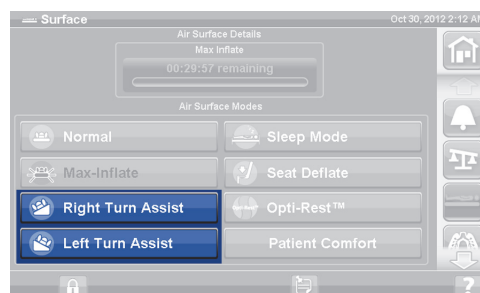 Surface
Oct 30, 2012 2:12 AM
Air Surface Details
Max Inflate
00:29:57 remaining
Air Surface Modes
Normal
Sleep Mode
Max-Inflate
Seat Deflate
Right Turn Assist
Opti-Rest™
Left Turn Assist
Patient Comfort
?